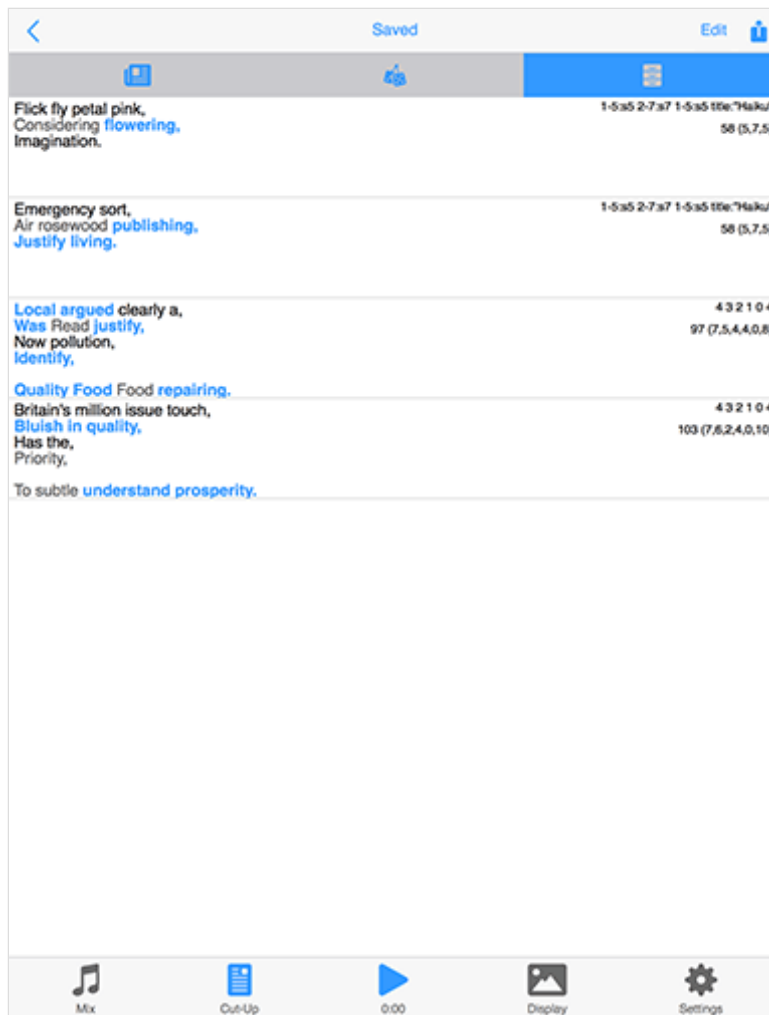 Saved
Edit
Flick fly petal pink,
1-5:s5 2-7:s7 1-5:s5 title:"Haiku
Considering flowering,
58 (5,7,5
Imagination.
Emergency sort,
1-5:s5 2-7:s7 1-5:s5 title:"Haiku
Air rosewood publishing,
58 (5,7,5
Justify living.
Local argued clearly a,
4 3 2 1 0 4
Was Read justify,
97 (7,5,4,4,0,8
Now pollution,
Identify,
Quality Food Food repairing.
Britain's million issue touch,
4 3 2 1 0 4
Bluish in quality,
103 (7,6,2,4,0,10
Has the,
Priority,
To subtle understand prosperity.
Mix
Cut-Up
0:00
Display
Settings